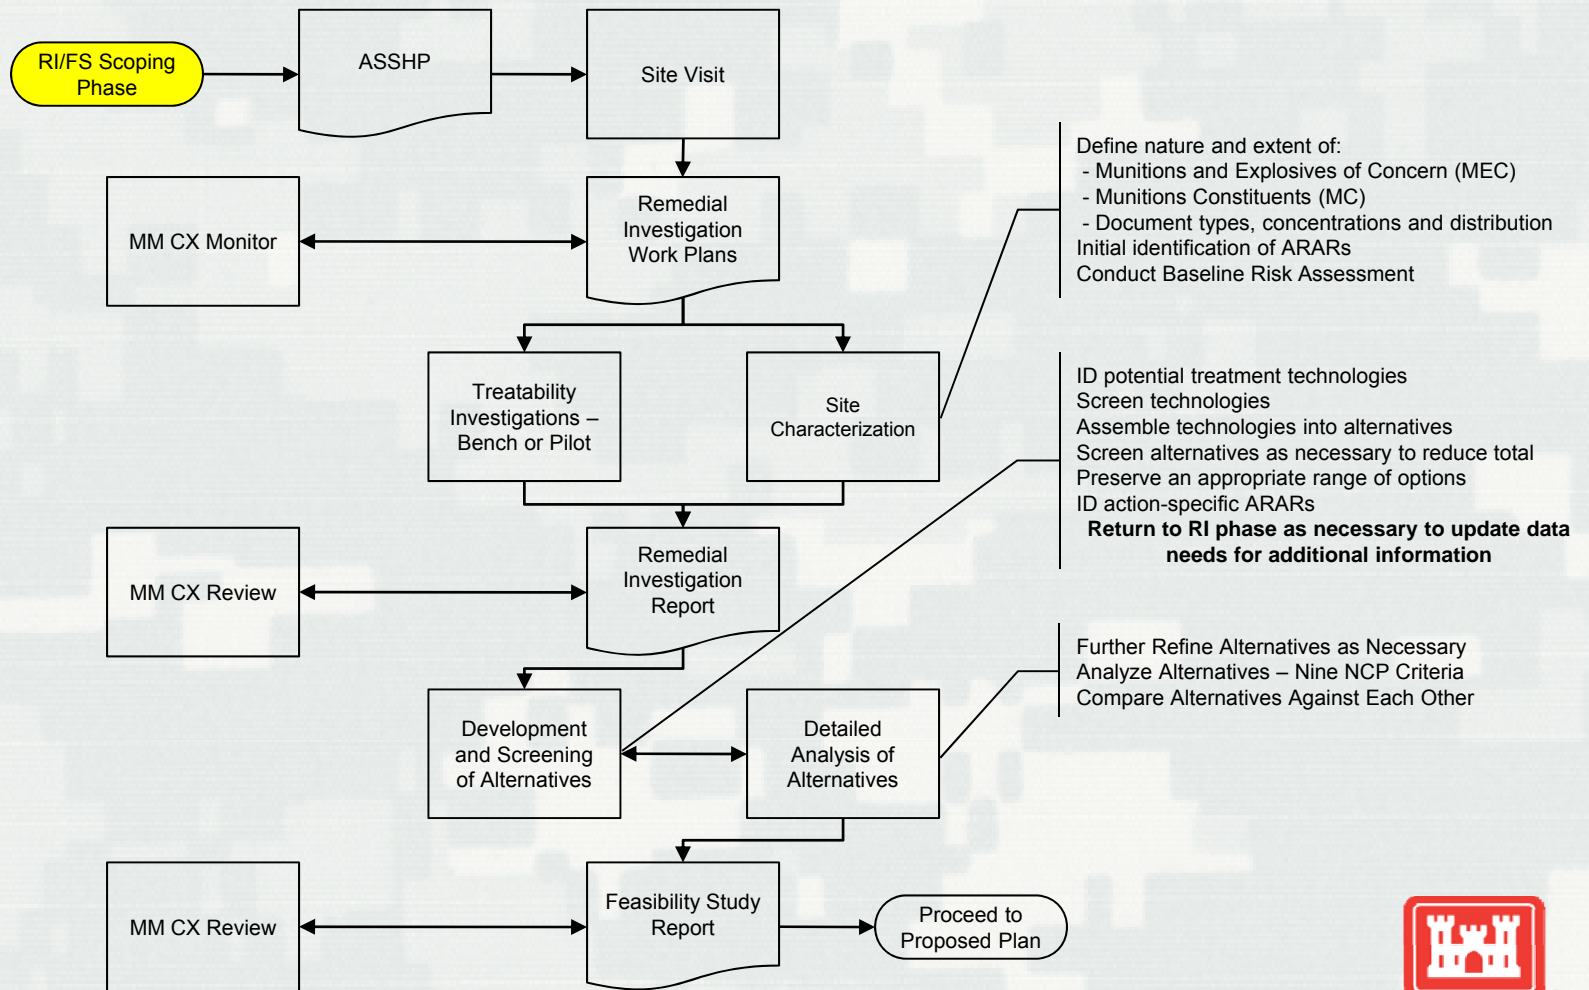 RI/FS Scoping
Phase
ASSHP
Site Visit
MM CX Monitor
Remedial
Investigation
Work Plans
Define nature and extent of:
- Munitions and Explosives of Concern (MEC)
- Munitions Constituents (MC)
- Document types, concentrations and distribution
Initial identification of ARARs
Conduct Baseline Risk Assessment
Treatability
Investigations –
Bench or Pilot
Site
Characterization
ID potential treatment technologies
Screen technologies
Assemble technologies into alternatives
Screen alternatives as necessary to reduce total
Preserve an appropriate range of options
ID action-specific ARARs
Return to RI phase as necessary to update data
needs for additional information
MM CX Review
Remedial
Investigation
Report
Development
and Screening
of Alternatives
Detailed
Analysis of
Alternatives
Further Refine Alternatives as Necessary
Analyze Alternatives – Nine NCP Criteria
Compare Alternatives Against Each Other
MM CX Review
Feasibility Study
Report
Proceed to
Proposed Plan